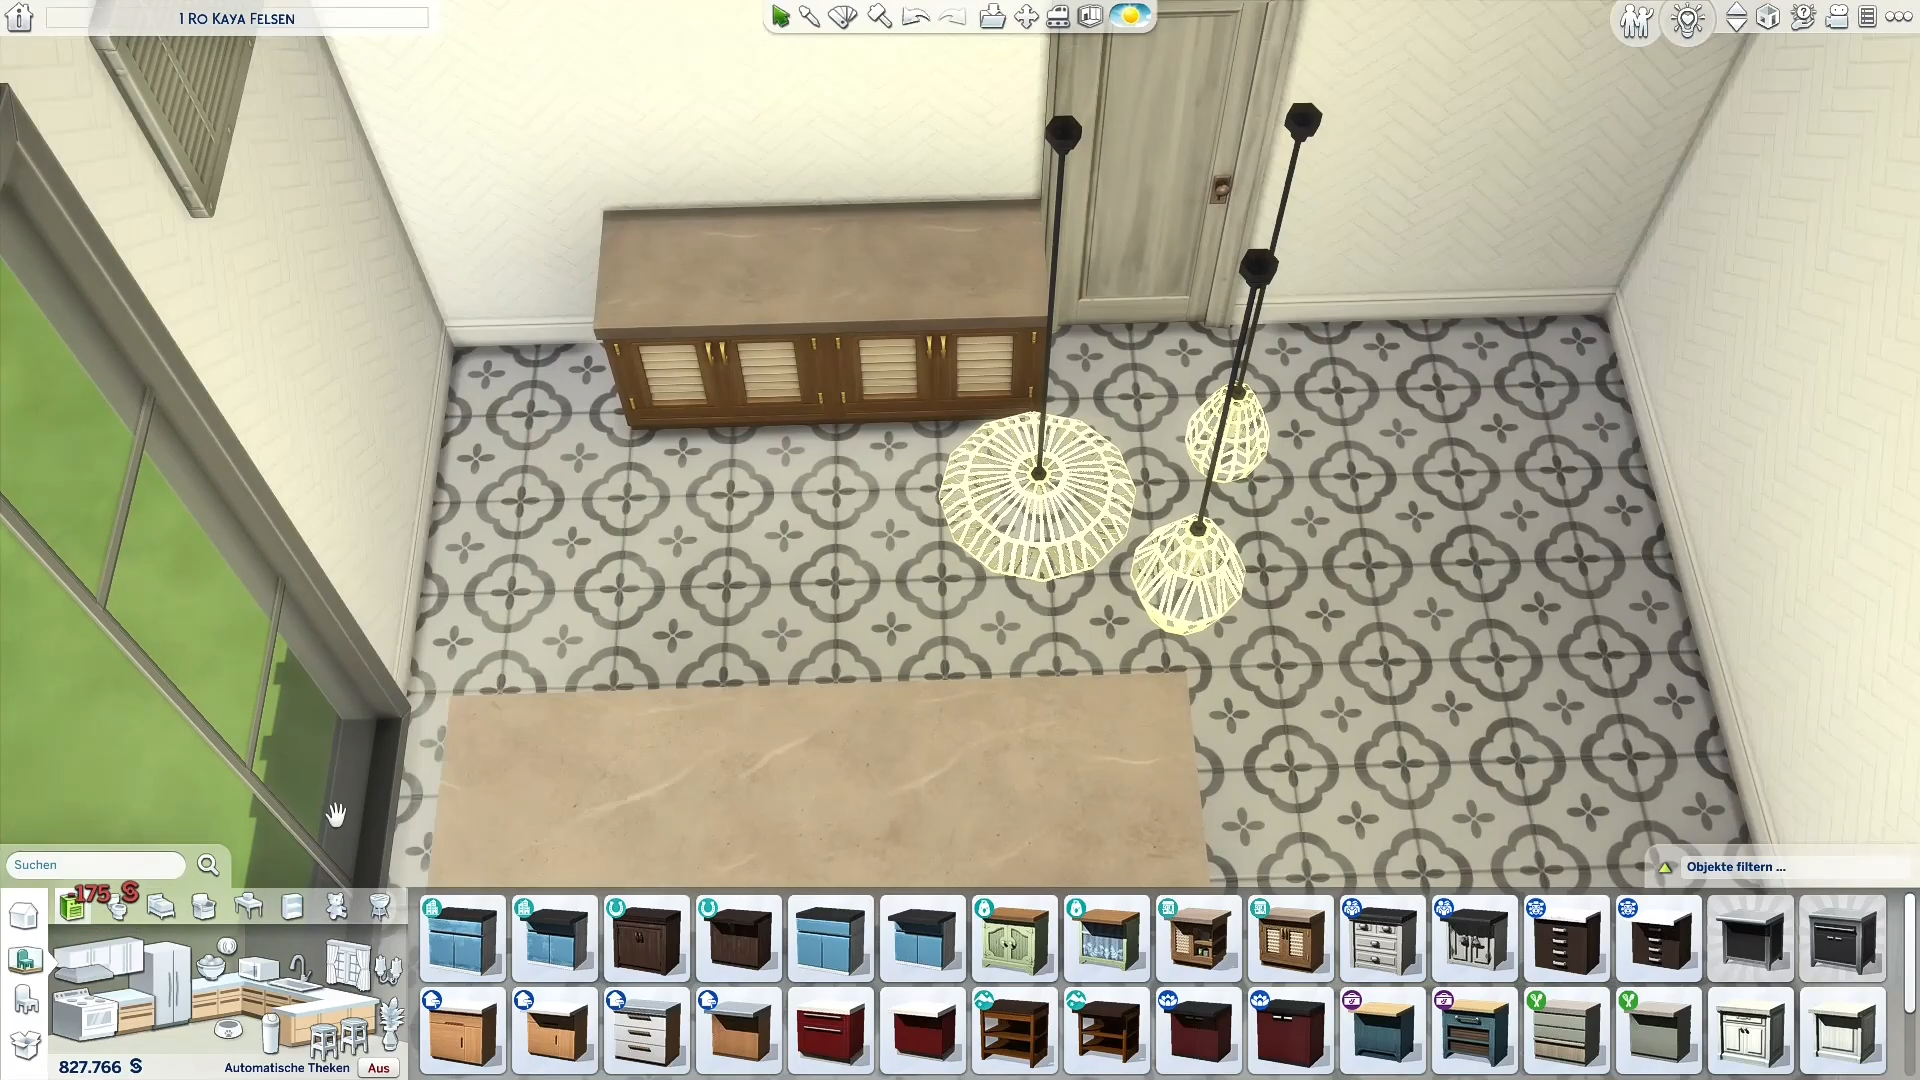 1 Ro Kaya Felsen
Suchen
175 §
Objekte filtern ...
827.766 §
Automatische Theken Aus